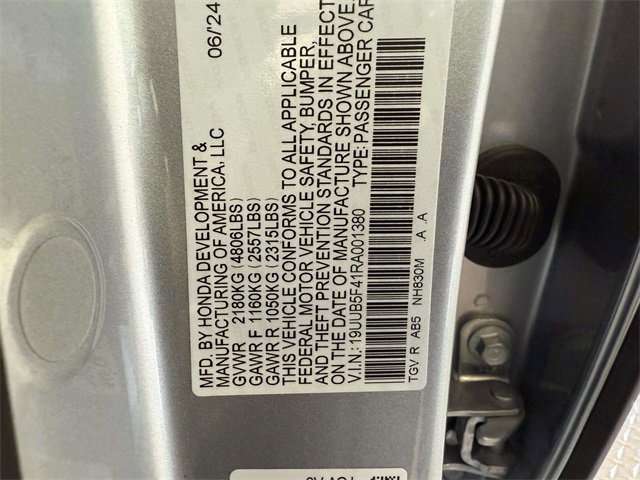 MFD. BY HONDA DEVELOPMENT & 06/24
MANUFACTURING OF AMERICA, LLC
GVWR 2180KG (4806LBS)
GAWR F 1160KG (2557LBS)
GAWR R 1050KG (2315LBS)
THIS VEHICLE CONFORMS TO ALL APPLICABLE
FEDERAL MOTOR VEHICLE SAFETY, BUMPER,
AND THEFT PREVENTION STANDARDS IN EFFECT
ON THE DATE OF MANUFACTURE SHOWN ABOVE.
V.I.N.: 19UUB5F41RA001380 TYPE: PASSENGER CAR
TGV R AB5 NH830M .A .A